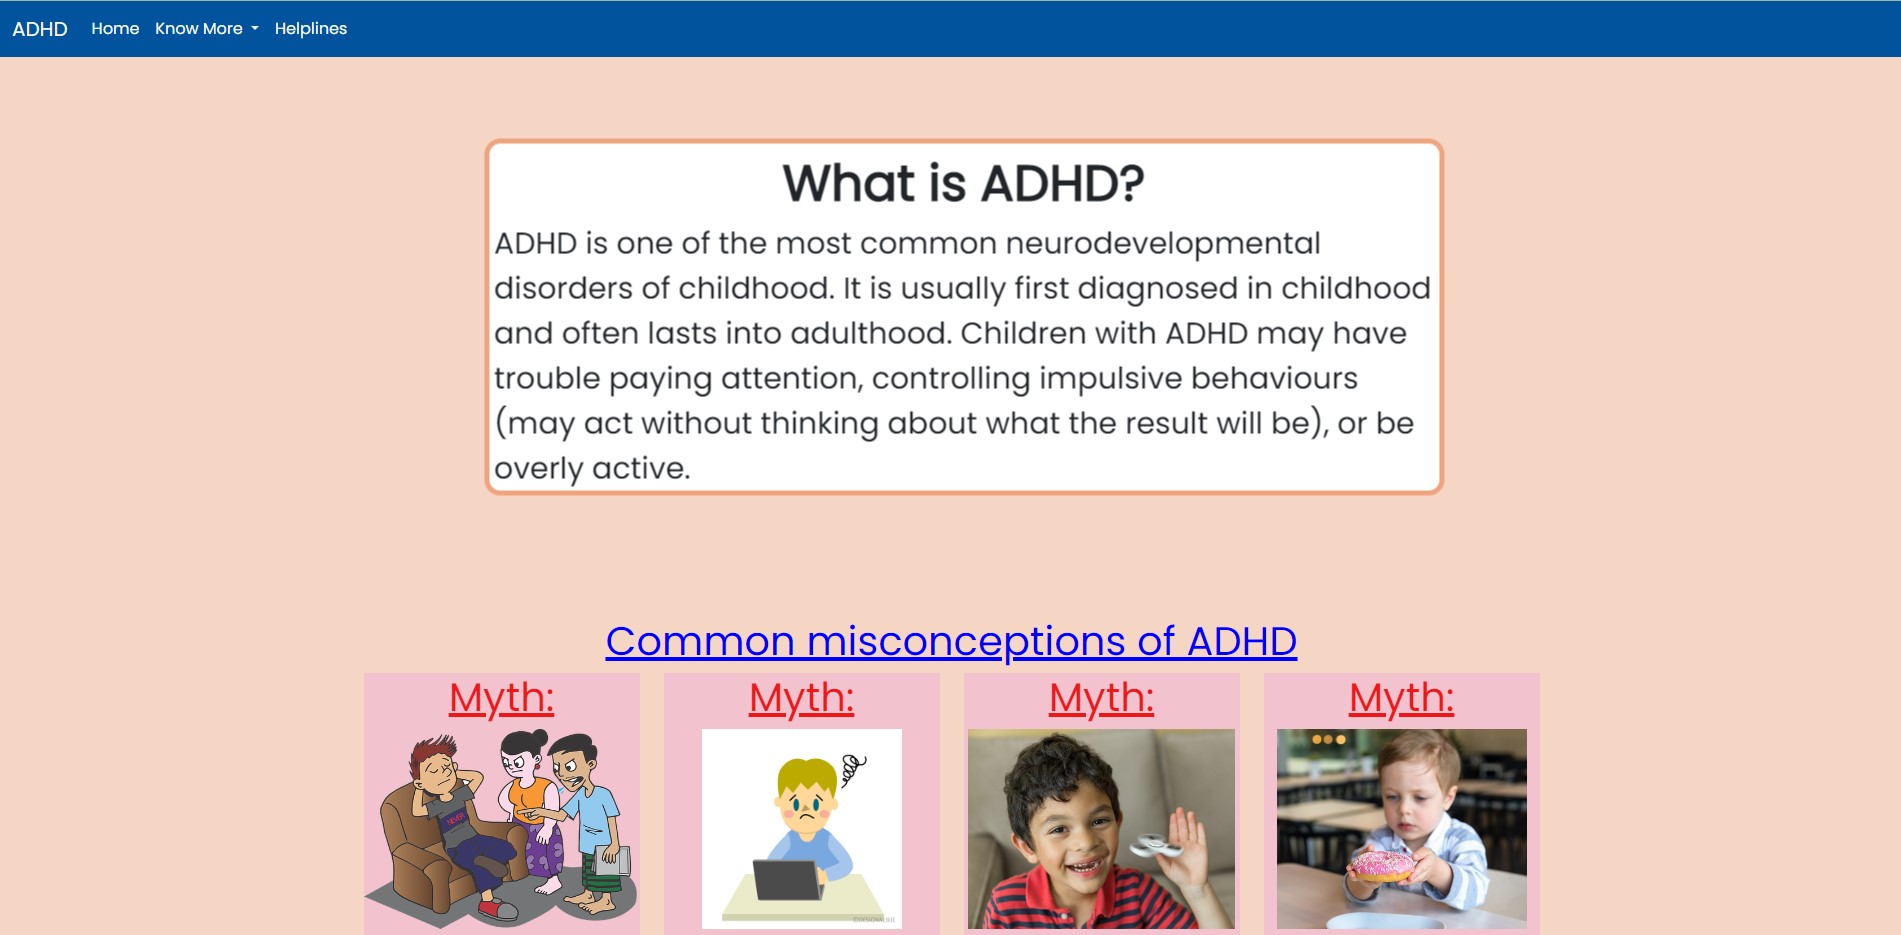 ADHD Home Know More Helplines
What is ADHD?
ADHD is one of the most common neurodevelopmental
disorders of childhood. It is usually first diagnosed in childhood
and often lasts into adulthood. Children with ADHD may have
trouble paying attention, controlling impulsive behaviours
(may act without thinking about what the result will be), or be
overly active.
Common misconceptions of ADHD
Myth: Myth: Myth: Myth:
NEVER